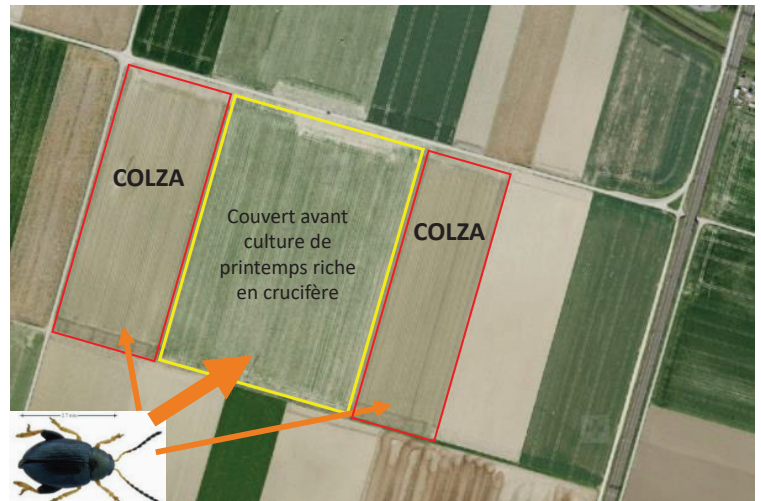 COLZA
Couvert avant
culture de
printemps riche
en crucifère
COLZA